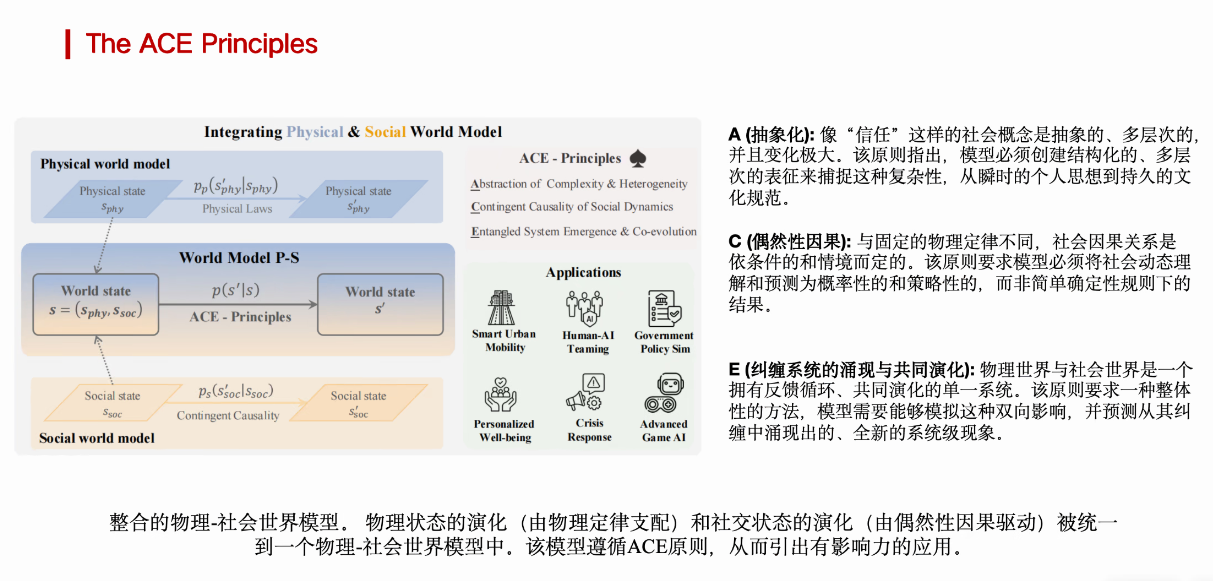 The ACE Principles
Integrating Physical & Social World Model
Physical world model
Physical state
s_phy
p_p(s'_phy|s_phy)
Physical Laws
Physical state
s'_phy
World Model P-S
World state
s = (s_phy, s_soc)
p(s'|s)
ACE - Principles
World state
s'
Social state
s_soc
p_s(s'_soc|s_soc)
Contingent Causality
Social state
s'_soc
Social world model
ACE - Principles ♠
Abstraction of Complexity & Heterogeneity
Contingent Causality of Social Dynamics
Entangled System Emergence & Co-evolution
Applications
Smart Urban
Mobility
AI
Human-AI
Teaming
Government
Policy Sim
Personalized
Well-being
Crisis
Response
Advanced
Game AI
A (抽象化): 像“信任”这样的社会概念是抽象的、多层次的，
并且变化极大。该原则指出，模型必须创建结构化的、多层
次的表征来捕捉这种复杂性，从瞬时的个人思想到持久的文
化规范。
C (偶然性因果): 与固定的物理定律不同，社会因果关系是
依条件的和情境而定的。该原则要求模型必须将社会动态理
解和预测为概率性的和策略性的，而非简单确定性规则下的
结果。
E (纠缠系统的涌现与共同演化): 物理世界与社会世界是一个
拥有反馈循环、共同演化的单一系统。该原则要求一种整体
性的方法，模型需要能够模拟这种双向影响，并预测从其纠
缠中涌现出的、全新的系统级现象。
整合的物理-社会世界模型。 物理状态的演化（由物理定律支配）和社交状态的演化（由偶然性因果驱动）被统一
到一个物理-社会世界模型中。该模型遵循ACE原则，从而引出有影响力的应用。